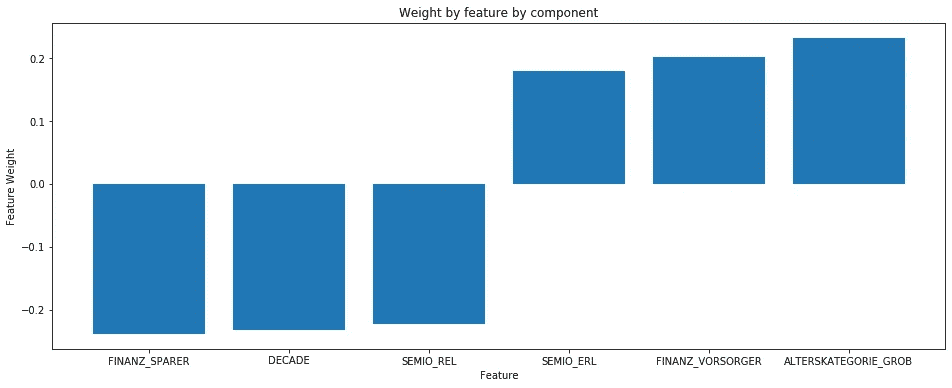 Weight by feature by component
0.2
0.1
0.0
−0.1
−0.2
Feature Weight
FINANZ_SPARER DECADE SEMIO_REL SEMIO_ERL FINANZ_VORSORGER ALTERSKATEGORIE_GROB
Feature